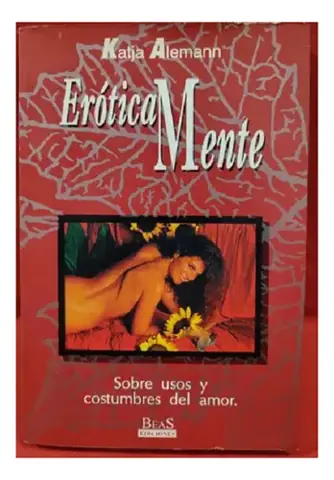 Katja Alemann
Erótica Mente
Sobre usos y
costumbres del amor.
BEAS
EDICIONES